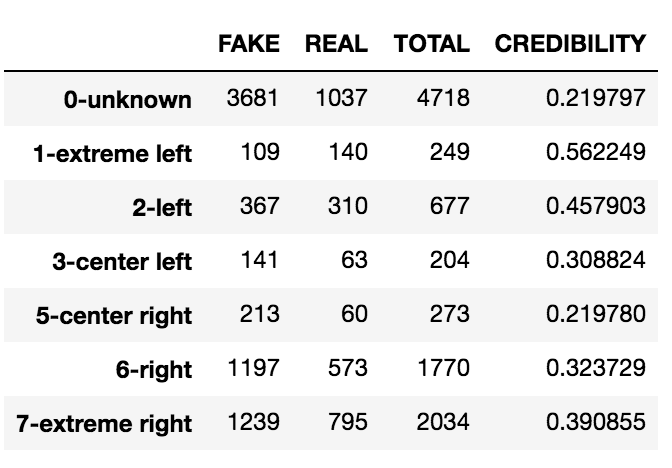 FAKE REAL TOTAL CREDIBILITY
0-unknown 3681 1037 4718 0.219797
1-extreme left 109 140 249 0.562249
2-left 367 310 677 0.457903
3-center left 141 63 204 0.308824
5-center right 213 60 273 0.219780
6-right 1197 573 1770 0.323729
7-extreme right 1239 795 2034 0.390855